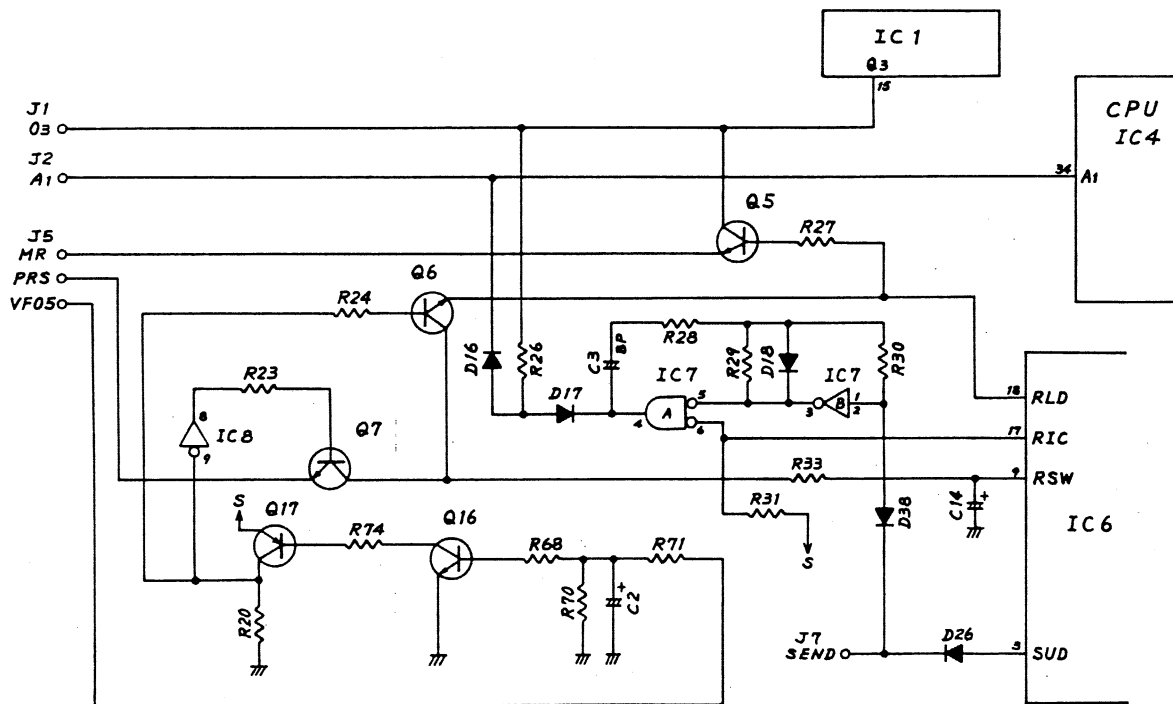 IC 1
Q3
15
CPU
IC4
J1
O3
J2
A1
34
A1
Q5
J5
MR
R27
PRS
Q6
VFO5
R24
R28
C3
BP
R29
D18
R30
D16
R26
IC7
IC7
R23
D17
A
5
4
6
B
3
1
2
18
RLD
8
IC8
9
Q7
17
RIC
R33
9
RSW
R31
C14
+
D38
IC6
S
Q17
R74
Q16
R68
R71
S
R20
R70
C2
+
J7
SEND
D26
3
SUD